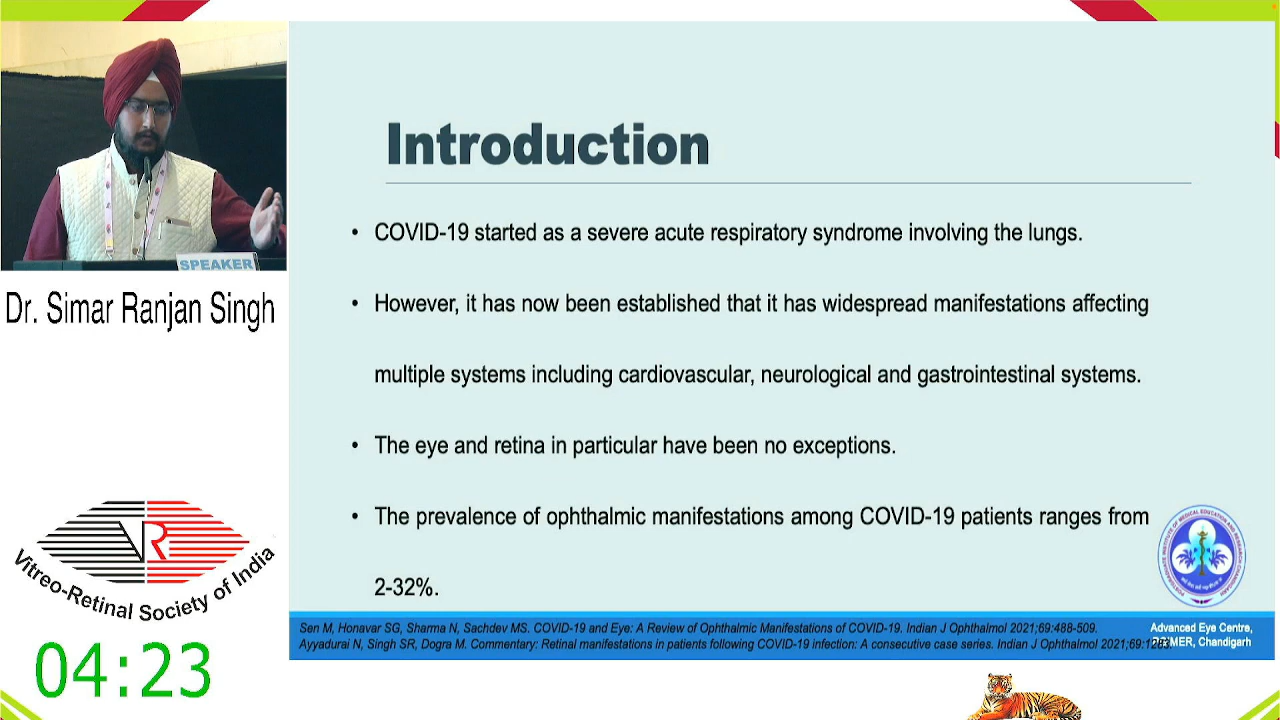 SPEAKER
Dr. Simar Ranjan Singh
VR
Vitreo-Retinal Society of India
04:23
Introduction
• COVID-19 started as a severe acute respiratory syndrome involving the lungs.
• However, it has now been established that it has widespread manifestations affecting
multiple systems including cardiovascular, neurological and gastrointestinal systems.
• The eye and retina in particular have been no exceptions.
• The prevalence of ophthalmic manifestations among COVID-19 patients ranges from
2-32%.
Sen M, Honavar SG, Sharma N, Sachdev MS. COVID-19 and Eye: A Review of Ophthalmic Manifestations of COVID-19. Indian J Ophthalmol 2021;69:488-509.
Ayyadurai N, Singh SR, Dogra M. Commentary: Retinal manifestations in patients following COVID-19 infection: A consecutive case series. Indian J Ophthalmol 2021;69:
Advanced Eye Centre,
PGIMER, Chandigarh